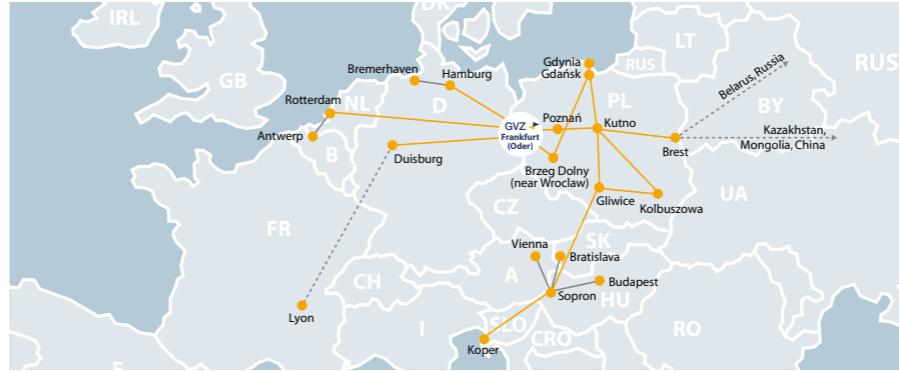 IRL
GB
DK
LT
RUS
RUS
Gdynia
Gdańsk
Bremerhaven
Hamburg
Belarus, Russia
Rotterdam
NL
D
PL
BY
GVZ
Frankfurt
(Oder)
Poznań
Kutno
Kazakhstan,
Mongolia, China
Antwerp
B
Duisburg
Brest
Brzeg Dolny
(near Wroclaw)
Gliwice
Kolbuszowa
UA
CZ
FR
SK
Vienna
Bratislava
A
CH
Budapest
Sopron
HU
Lyon
I
SLO
CRO
RO
Koper
E